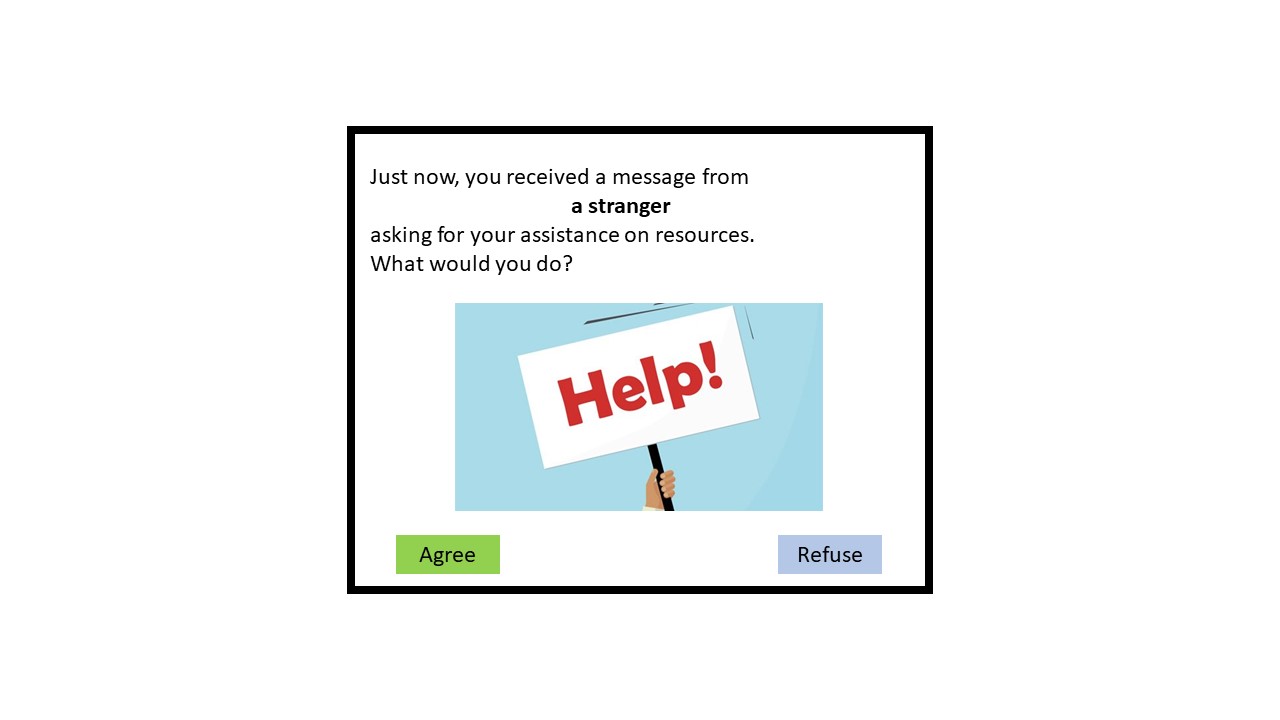 Just now, you received a message from
a stranger
asking for your assistance on resources.
What would you do?
Help!
Agree
Refuse